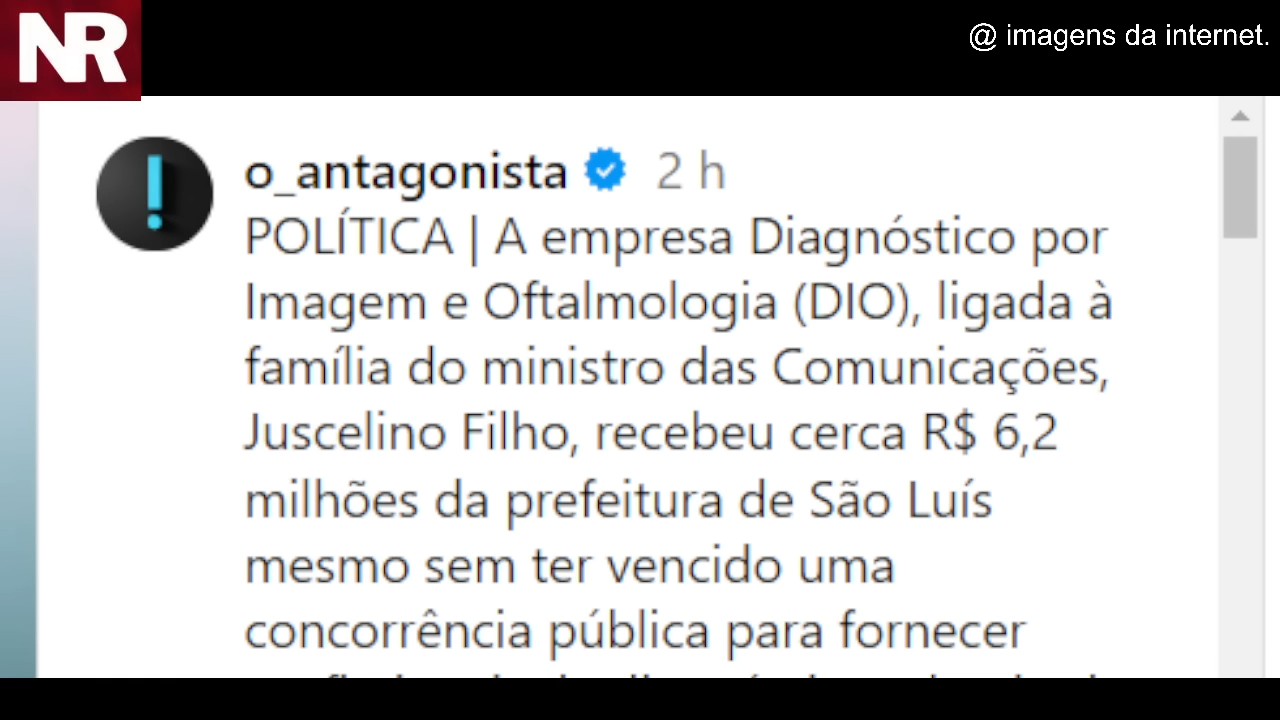 NR
@ imagens da internet.
o_antagonista 2 h
POLÍTICA | A empresa Diagnóstico por
Imagem e Oftalmologia (DIO), ligada à
família do ministro das Comunicações,
Juscelino Filho, recebeu cerca R$ 6,2
milhões da prefeitura de São Luís
mesmo sem ter vencido uma
concorrência pública para fornecer